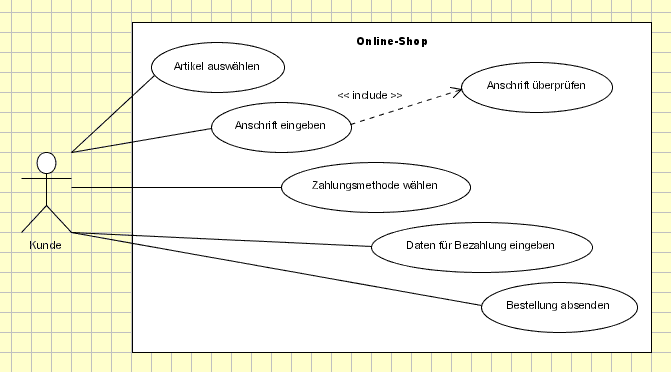 Online-Shop
Artikel auswählen
Anschrift überprüfen
<< include >>
Anschrift eingeben
Zahlungsmethode wählen
Kunde
Daten für Bezahlung eingeben
Bestellung absenden